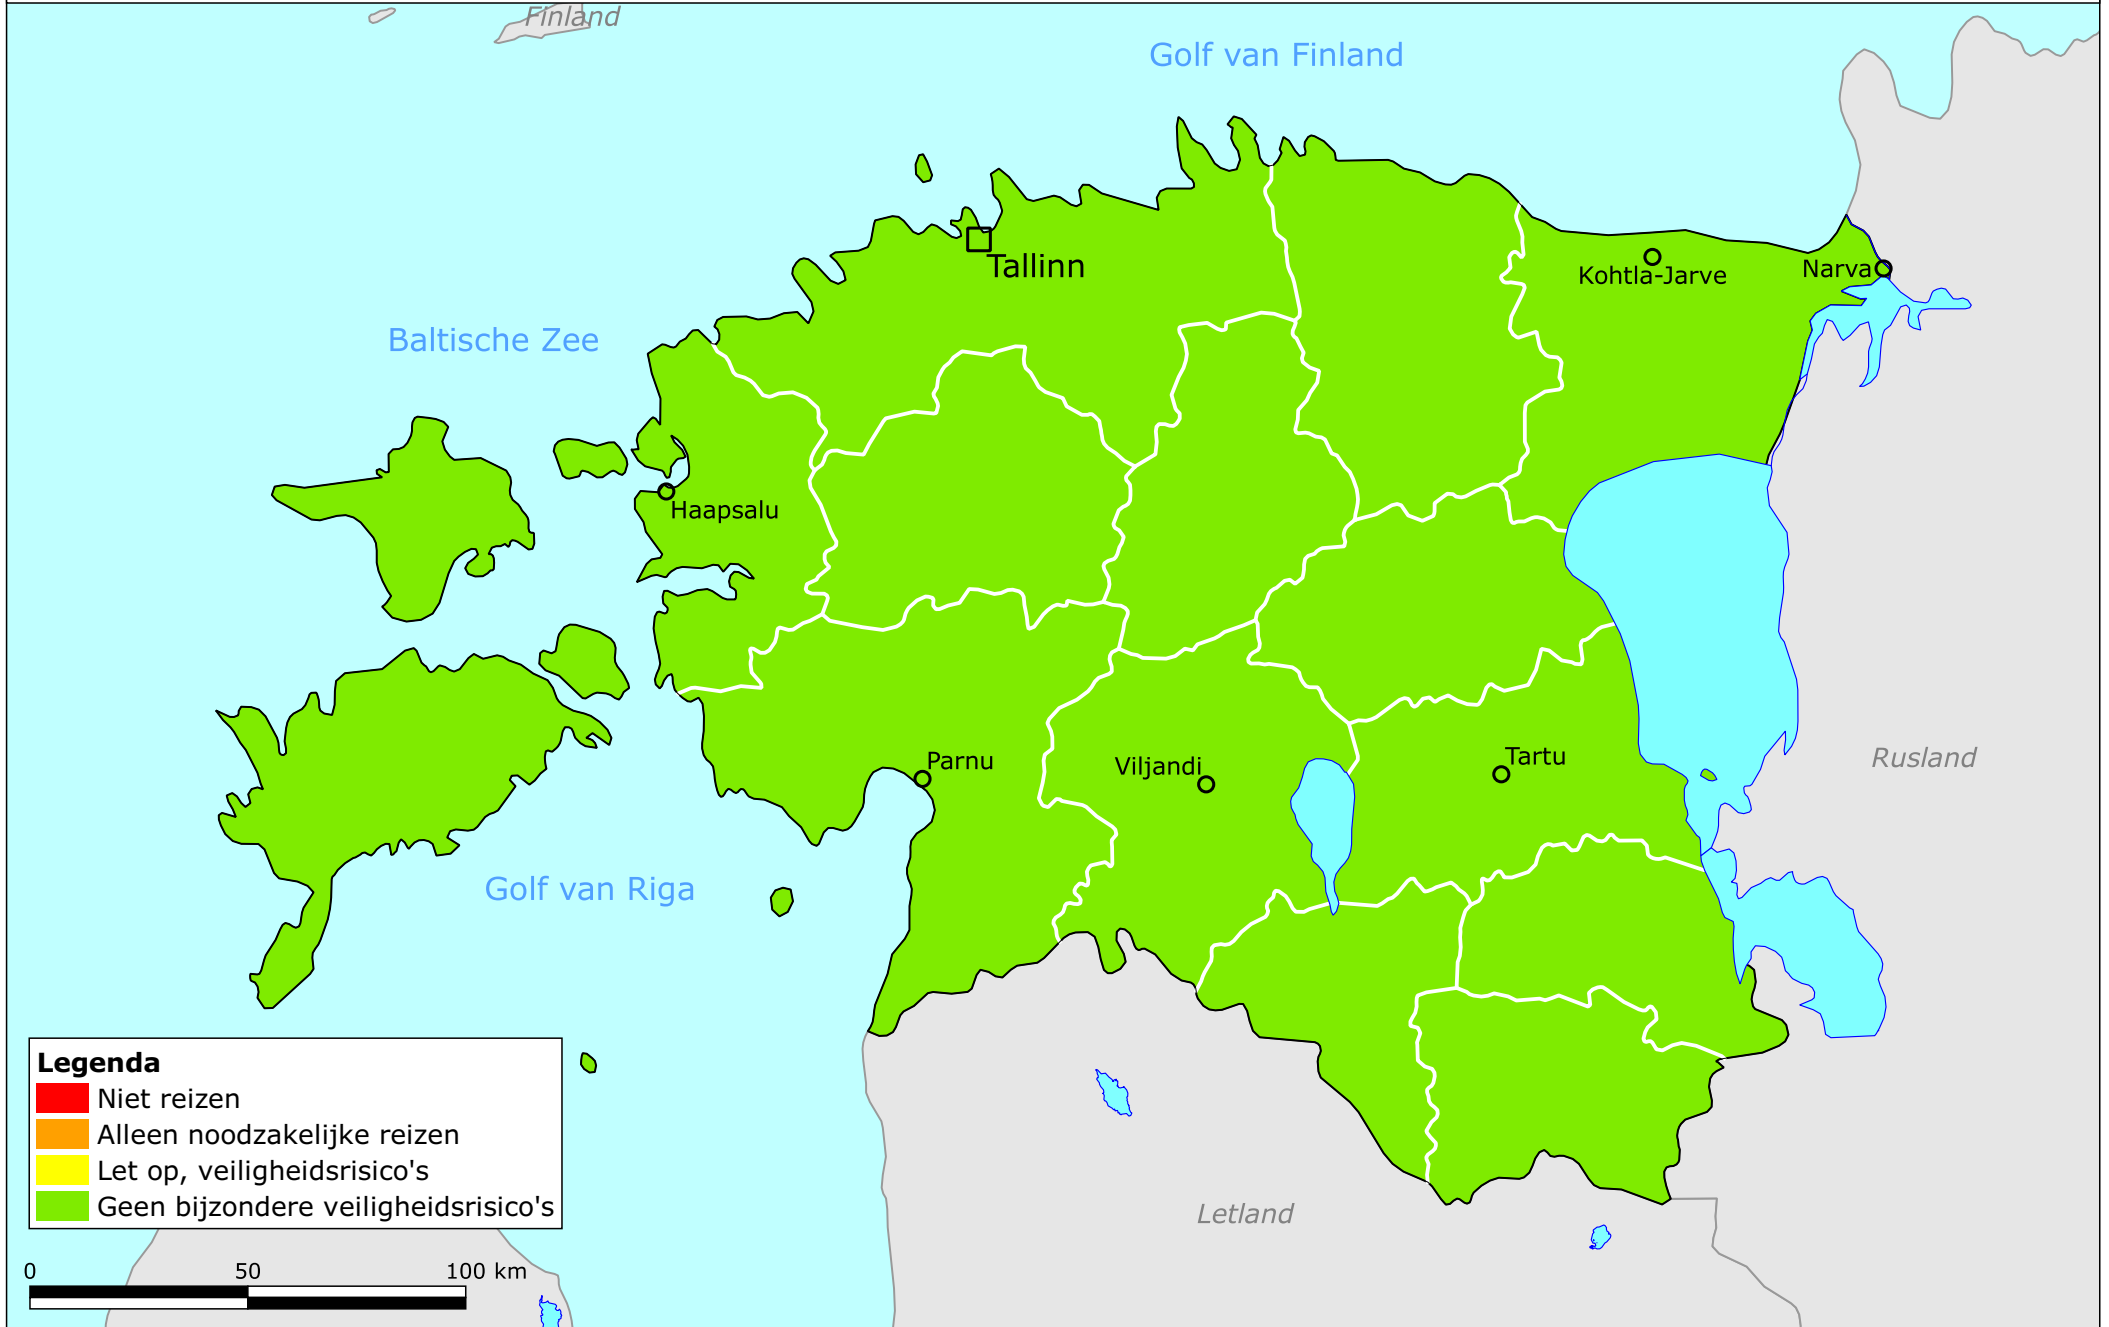 Finland
Golf van Finland
Tallinn
Kohtla-Jarve
Narva
Baltische Zee
Haapsalu
Parnu
Viljandi
Tartu
Rusland
Golf van Riga
Legenda
Niet reizen
Alleen noodzakelijke reizen
Let op, veiligheidsrisico's
Geen bijzondere veiligheidsrisico's
Letland
0 50 100 km